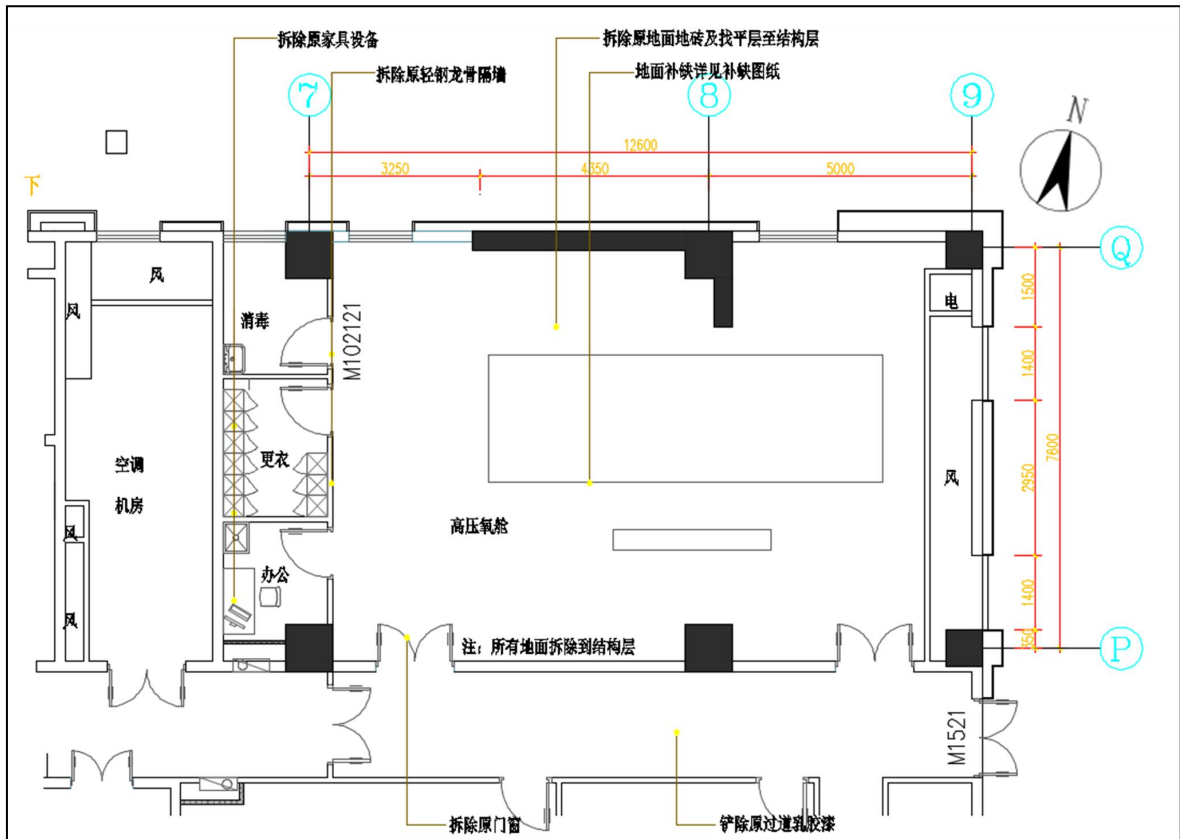 拆除原家具设备
拆除原地面地砖及找平层至结构层
拆除原轻钢龙骨隔墙
地面补缺详见补缺图纸
7
8
9
N
12600
3250
4350
5000
下
Q
风
风
消毒
M102121
电
1500
1400
更衣
空调
机房
风
2950
7600
高压氧舱
风
办公
1400
风
注：所有地面拆除到结构层
350
P
M1521
拆除原门窗
铲除原过道乳胶漆